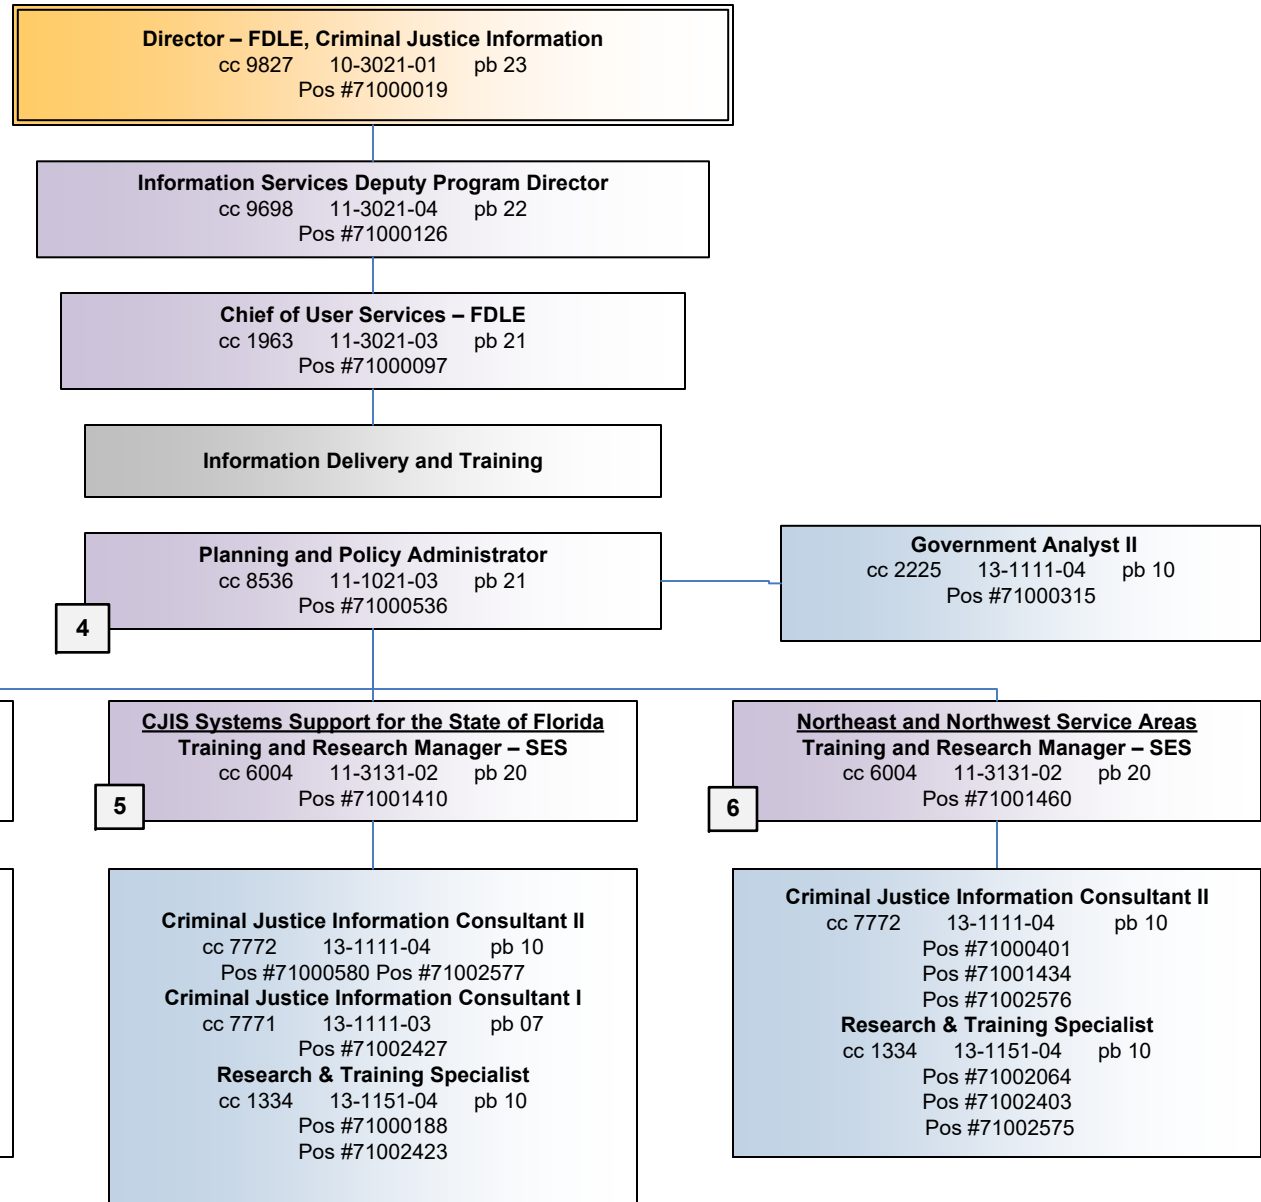 Director – FDLE, Criminal Justice Information
cc 9827 10-3021-01 pb 23
Pos #71000019
Information Services Deputy Program Director
cc 9698 11-3021-04 pb 22
Pos #71000126
Chief of User Services – FDLE
cc 1963 11-3021-03 pb 21
Pos #71000097
Information Delivery and Training
Planning and Policy Administrator
cc 8536 11-1021-03 pb 21
Pos #71000536
4
Government Analyst II
cc 2225 13-1111-04 pb 10
Pos #71000315
CJIS Systems Support for the State of Florida
Training and Research Manager – SES
cc 6004 11-3131-02 pb 20
Pos #71001410
5
Northeast and Northwest Service Areas
Training and Research Manager – SES
cc 6004 11-3131-02 pb 20
Pos #71001460
6
Criminal Justice Information Consultant II
cc 7772 13-1111-04 pb 10
Pos #71000580 Pos #71002577
Criminal Justice Information Consultant I
cc 7771 13-1111-03 pb 07
Pos #71002427
Research & Training Specialist
cc 1334 13-1151-04 pb 10
Pos #71000188
Pos #71002423
Criminal Justice Information Consultant II
cc 7772 13-1111-04 pb 10
Pos #71000401
Pos #71001434
Pos #71002576
Research & Training Specialist
cc 1334 13-1151-04 pb 10
Pos #71002064
Pos #71002403
Pos #71002575